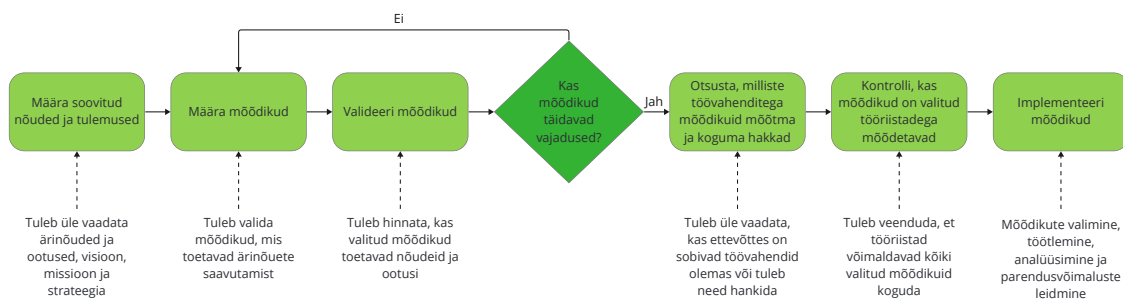 Ei
Määra soovitud
nõuded ja tulemused
Määra mõõdikud
Valideeri mõõdikud
Kas
mõõdikud
täidavad
vajadused?
Jah
Otsusta, milliste
töövahenditega
mõõdikuid mõõtma
ja koguma hakkad
Kontrolli, kas
mõõdikud on valitud
tööriistadega
mõõdetavad
Implementeeri
mõõdikud
Tuleb üle vaadata
ärinõuded ja
ootused, visioon,
missioon ja
strateegia
Tuleb valida
mõõdikud, mis
toetavad ärinõuete
saavutamist
Tuleb hinnata, kas
valitud mõõdikud
toetavad nõudeid ja
ootusi
Tuleb üle vaadata,
kas ettevõttes on
sobivad töövahendid
olemas või tuleb
need hankida
Tuleb veenduda, et
tööriistad
võimaldavad kõiki
valitud mõõdikuid
koguda
Mõõdikute valimine,
töötlemine,
analüüsimine ja
parendusvõimaluste
leidmine